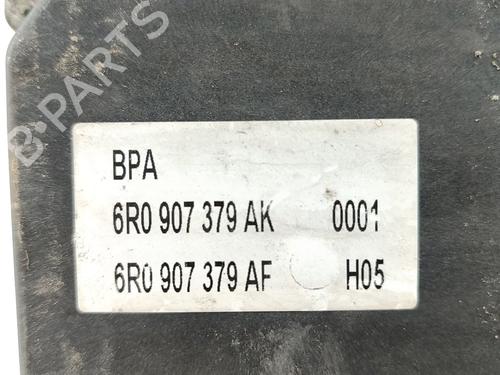 BPA
6R0 907 379 AK 0001
6R0 907 379 AF H05
B-PARTS